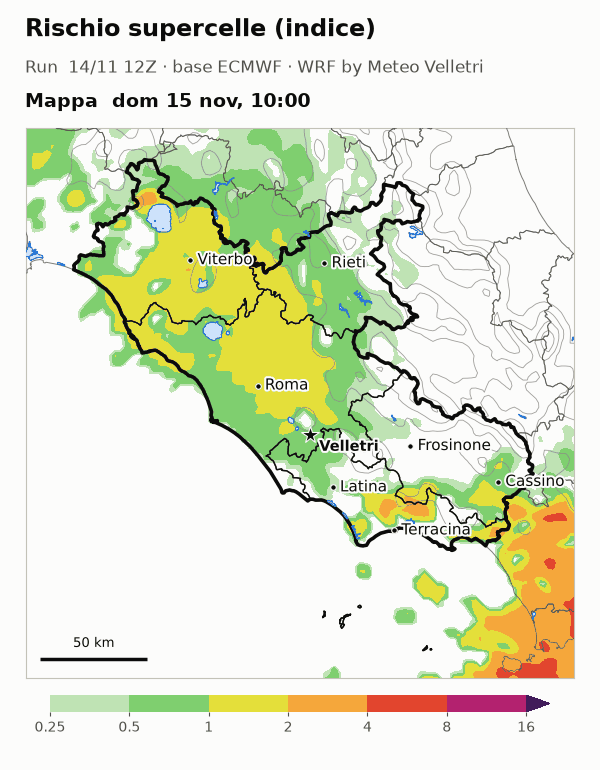 Rischio supercelle (indice)
Run  14/11 12Z · base ECMWF · WRF by Meteo Velletri
Mappa  dom 15 nov, 10:00
Viterbo
Rieti
Roma
Velletri
Frosinone
Cassino
Latina
Terracina
50 km
0.25 0.5 1 2 4 8 16